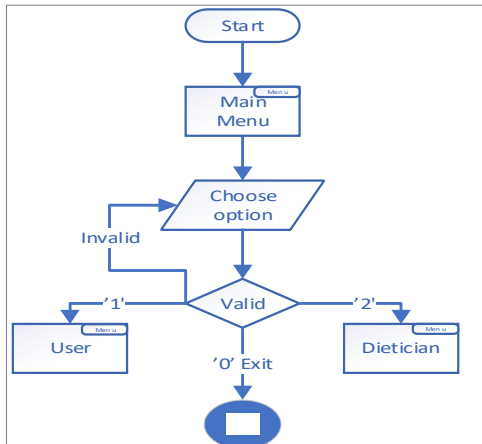 Start
Menu
Main
Menu
Choose
option
Invalid
'1'
Valid
'2'
Menu
User
Menu
Dietician
'0' Exit